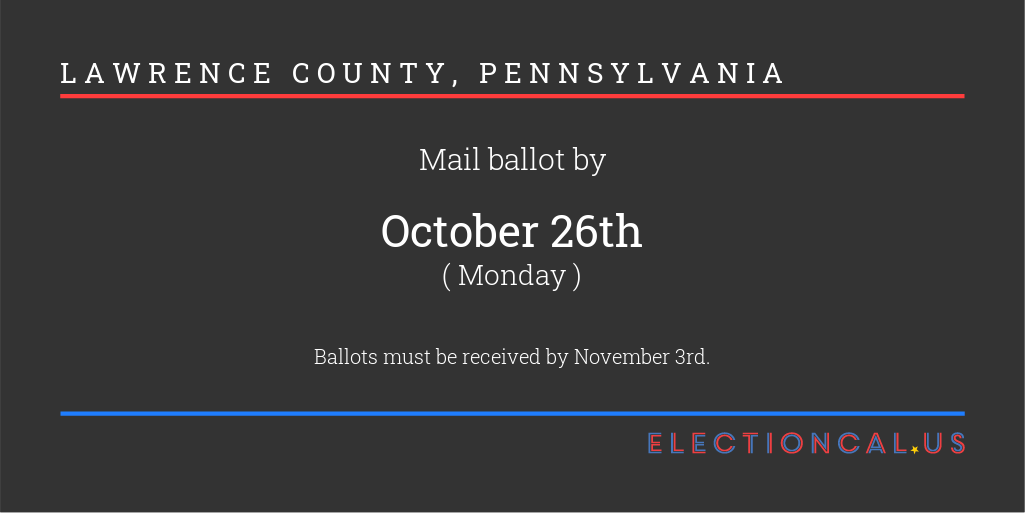 LAWRENCE COUNTY, PENNSYLVANIA
Mail ballot by
October 26th
( Monday )
Ballots must be received by November 3rd.
ELECTIONCAL.US